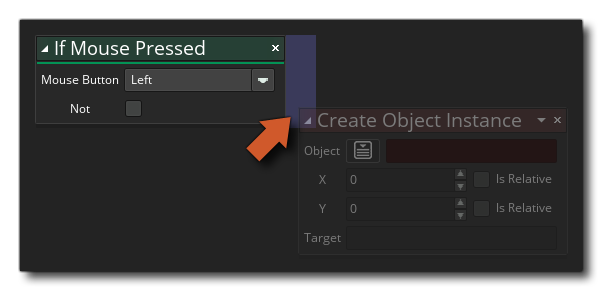 If Mouse Pressed
Mouse Button Left
Not
Create Object Instance
Object
X 0 Is Relative
Y 0 Is Relative
Target